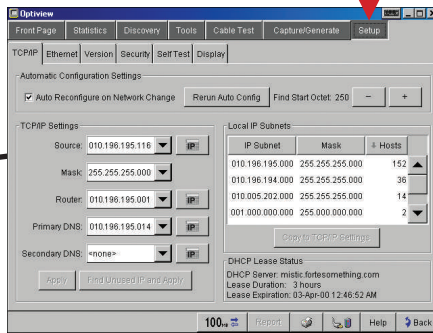 Optiview
Front Page Statistics Discovery Tools Cable Test Capture/Generate Setup
TCP/IP Ethernet Version Security Self Test Display
Automatic Configuration Settings
Auto Reconfigure on Network Change Rerun Auto Config Find Start Octet: 250 - +
TCP/IP Settings
Source: 010.196.195.116 IP
Mask: 255.255.255.000
Router: 010.196.195.001 IP
Primary DNS: 010.196.195.014 IP
Secondary DNS: <none> IP
Apply Find Unused IP and Apply
Local IP Subnets
IP Subnet Mask Hosts
010.196.195.000 255.255.255.000 152
010.196.194.000 255.255.255.000 36
010.005.202.000 255.255.255.000 14
001.000.000.000 255.000.000.000 2
Copy to TCP/IP Settings
DHCP Lease Status
DHCP Server: mistic.fortesomething.com
Lease Duration: 3 hours
Lease Expiration: 03-Apr-00 12:46:52 AM
100 Report Help Back